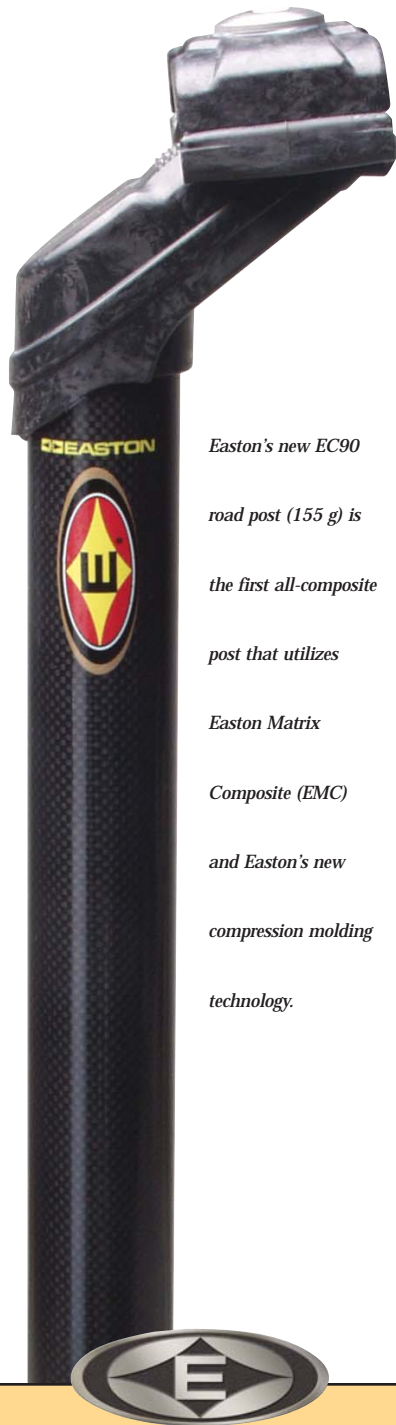 EASTON
E
Easton's new EC90
road post (155 g) is
the first all-composite
post that utilizes
Easton Matrix
Composite (EMC)
and Easton's new
compression molding
technology.
E